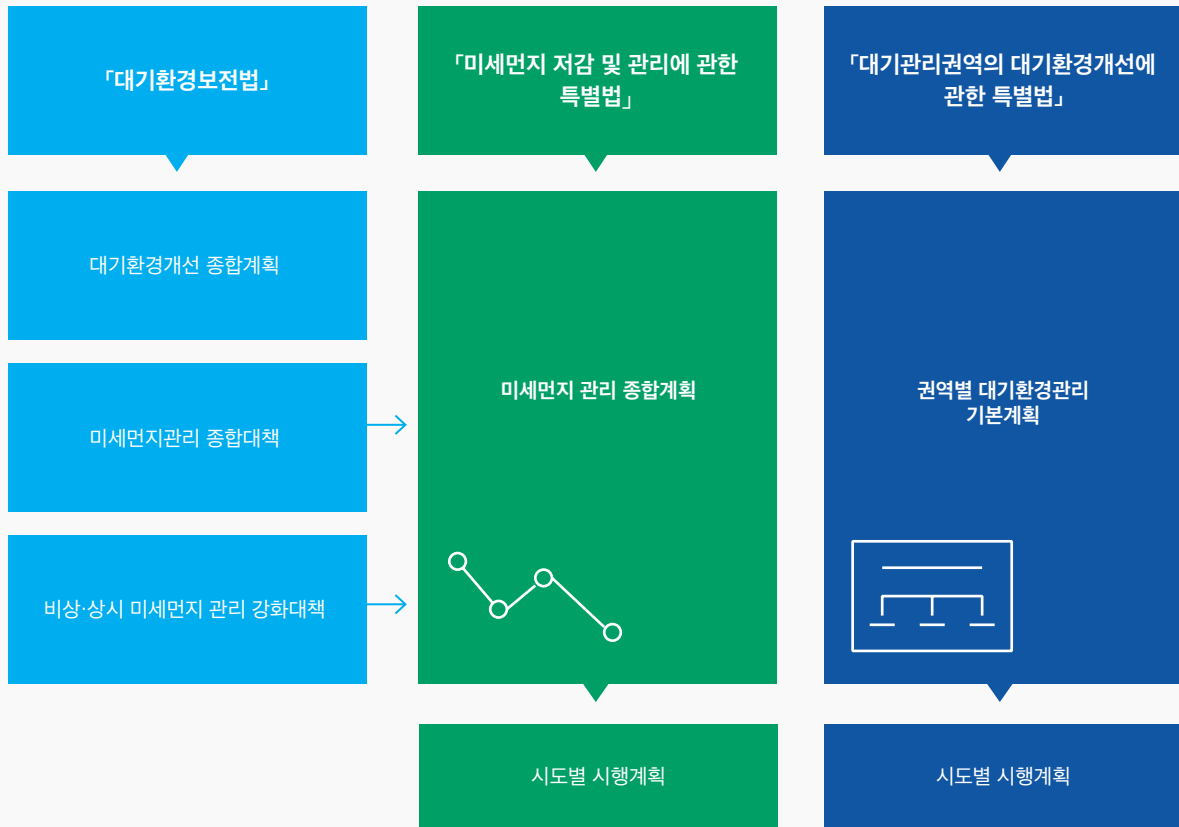 「대기환경보전법」
「미세먼지 저감 및 관리에 관한
특별법」
「대기관리권역의 대기환경개선에
관한 특별법」
대기환경개선 종합계획
미세먼지관리 종합대책
비상·상시 미세먼지 관리 강화대책
미세먼지 관리 종합계획
권역별 대기환경관리
기본계획
시도별 시행계획
시도별 시행계획